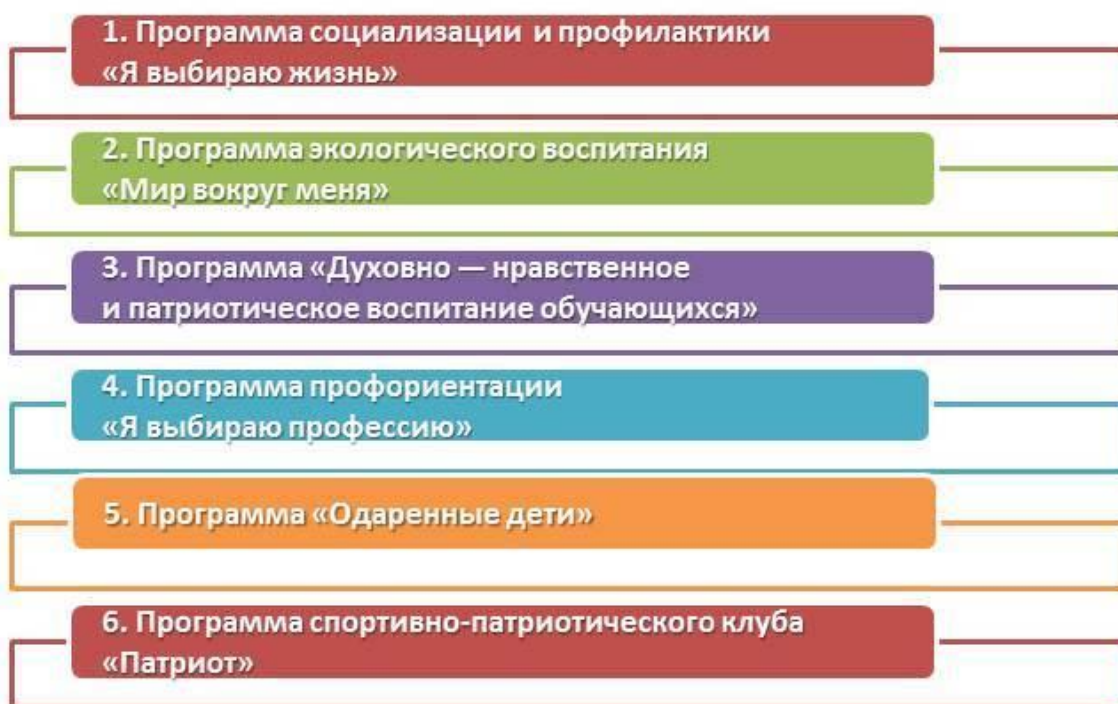 1. Программа социализации и профилактики
«Я выбираю жизнь»
2. Программа экологического воспитания
«Мир вокруг меня»
3. Программа «Духовно — нравственное
и патриотическое воспитание обучающихся»
4. Программа профориентации
«Я выбираю профессию»
5. Программа «Одаренные дети»
6. Программа спортивно-патриотического клуба
«Патриот»